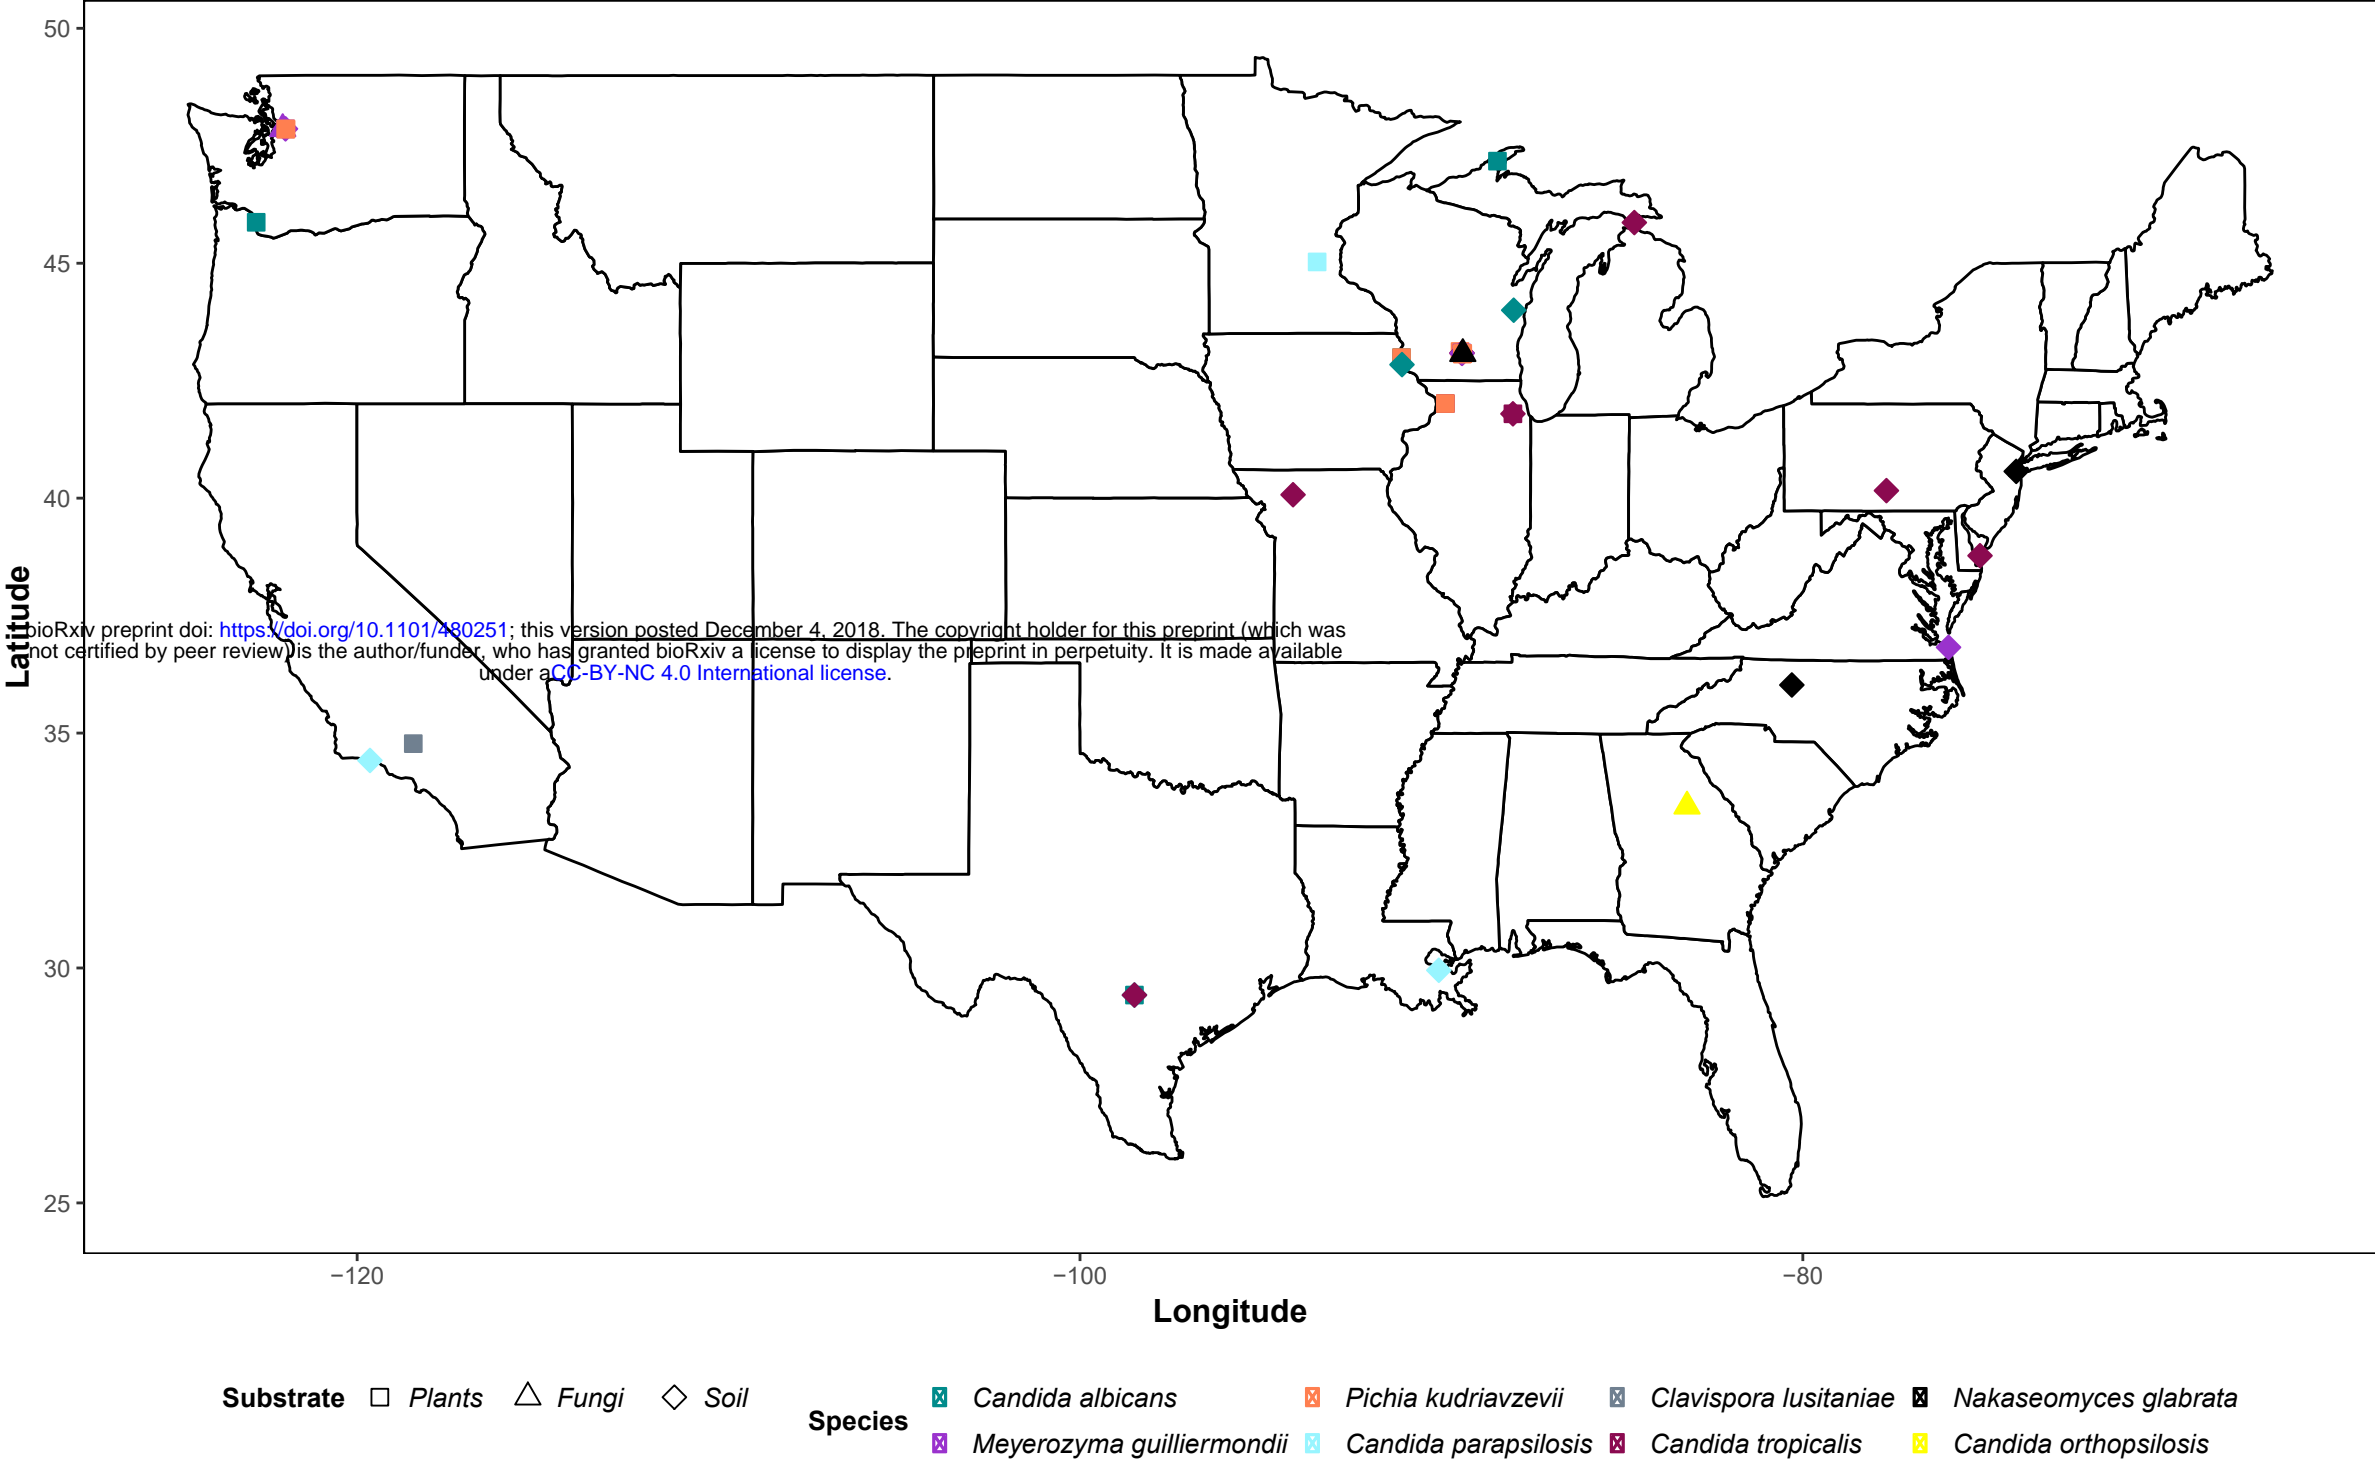 50
45
40
35
30
25
Latitude
bioRxiv preprint doi: https://doi.org/10.1101/480251; this version posted December 4, 2018. The copyright holder for this preprint (which was
not certified by peer review) is the author/funder, who has granted bioRxiv a license to display the preprint in perpetuity. It is made available
under aCC-BY-NC 4.0 International license.
−120 −100 −80
Longitude
Substrate Plants Fungi Soil
Species
Candida albicans Pichia kudriavzevii Clavispora lusitaniae Nakaseomyces glabrata
Meyerozyma guilliermondii Candida parapsilosis Candida tropicalis Candida orthopsilosis